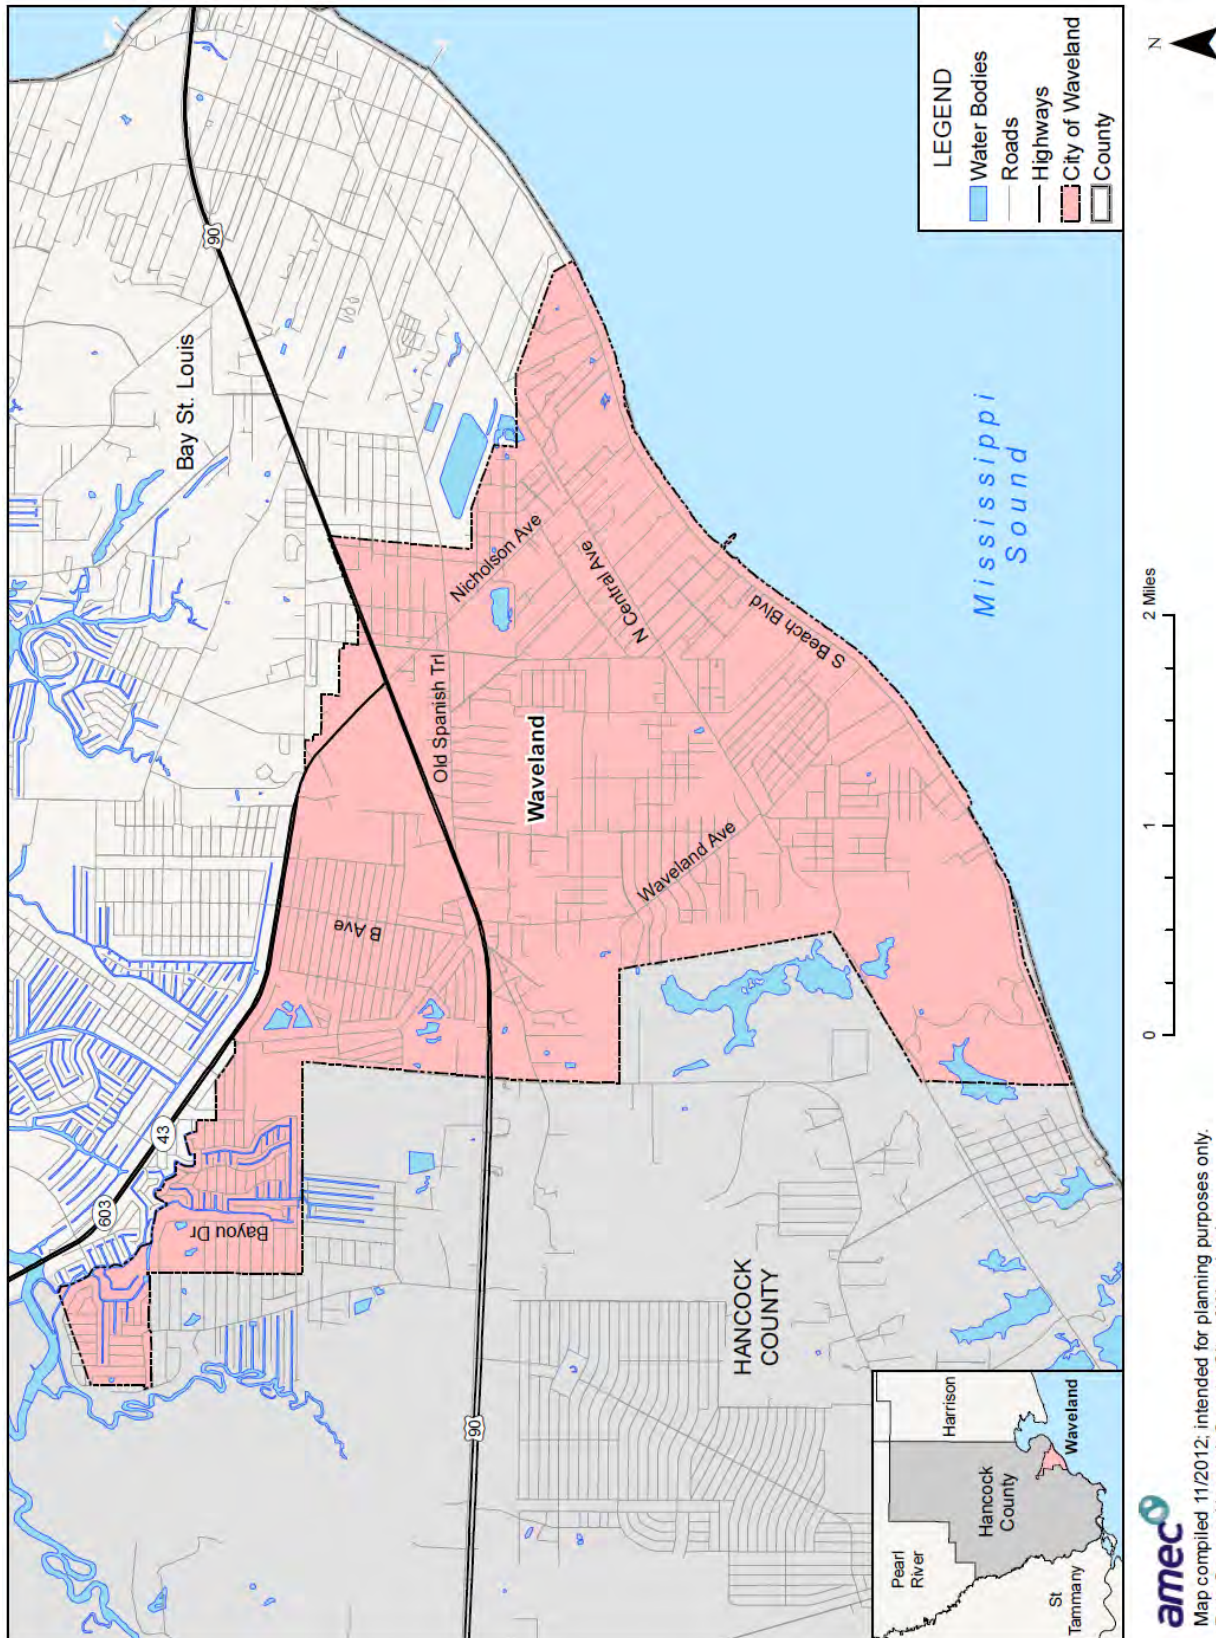 90
Bay St. Louis
LEGEND
Water Bodies
Roads
Highways
City of Waveland
County
N
Nicholson Ave
N Central Ave
S Beach Blvd
Old Spanish Trl
Waveland
Waveland Ave
B Ave
Mississippi
Sound
43
603
Bayou Dr
HANCOCK
COUNTY
90
Pearl
River
Harrison
Hancock
County
Waveland
St
Tammany
0
1
2 Miles
amec
Map compiled 11/2012; intended for planning purposes only.